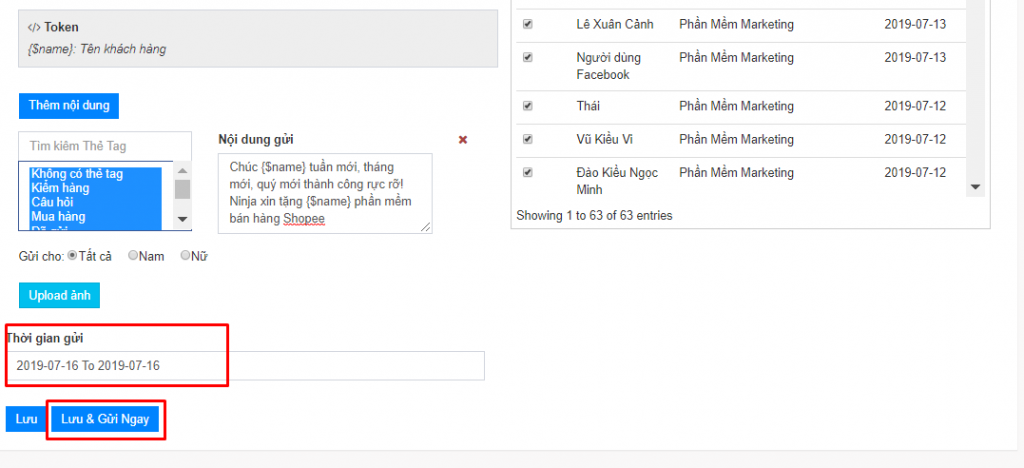 </> Token
{$name}: Tên khách hàng
Thêm nội dung
Tìm kiếm Thẻ Tag
Không có thẻ tag
Kiểm hàng
Câu hỏi
Mua hàng
Đã gửi
Nội dung gửi
Chúc {$name} tuần mới, tháng
mới, quý mới thành công rực rỡ!
Ninja xin tặng {$name} phần mềm
bán hàng Shopee
Gửi cho: Tất cả Nam Nữ
Upload ảnh
Thời gian gửi
2019-07-16 To 2019-07-16
Lưu
Lưu & Gửi Ngay
Lê Xuân Cảnh Phần Mềm Marketing 2019-07-13
Người dùng Phần Mềm Marketing 2019-07-13
Facebook
Thái Phần Mềm Marketing 2019-07-12
Vũ Kiều Vi Phần Mềm Marketing 2019-07-12
Đào Kiều Ngọc Phần Mềm Marketing 2019-07-12
Minh
Showing 1 to 63 of 63 entries